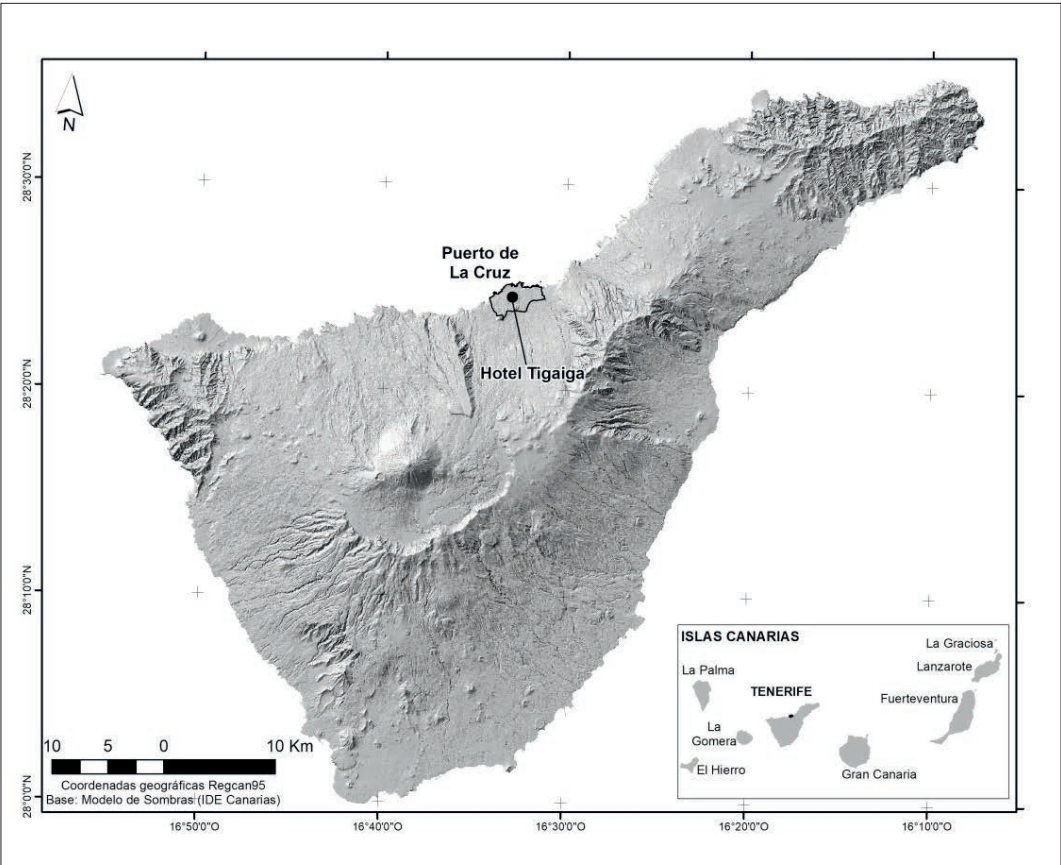 N
28°30'0"N
28°20'0"N
28°10'0"N
28°0'0"N
Puerto de
La Cruz
Hotel Tigaiga
10 5 0 10 Km
Coordenadas geográficas Regcan95
Base: Modelo de Sombras (IDE Canarias)
ISLAS CANARIAS
La Graciosa
La Palma
Lanzarote
TENERIFE
Fuerteventura
La
Gomera
El Hierro
Gran Canaria
16°50'0"O 16°40'0"O 16°30'0"O 16°20'0"O 16°10'0"O